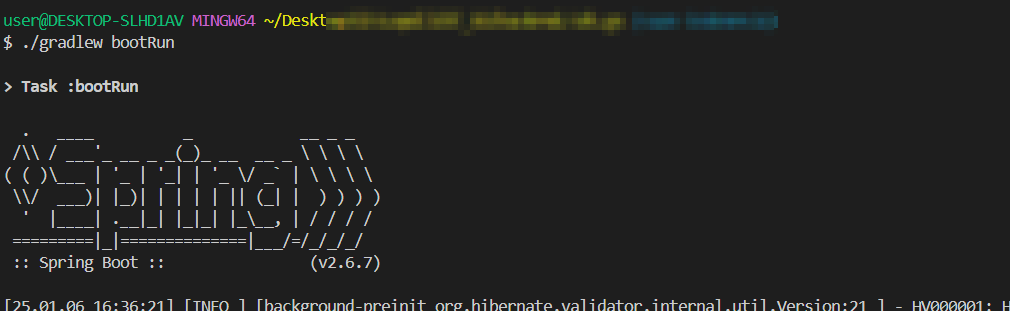 user@DESKTOP-SLHD1AV MINGW64 ~/Deskt
$ ./gradlew bootRun
> Task :bootRun
  .   ____          _            __ _ _
 /\\ / ___'_ __ _ _(_)_ __  __ _ \ \ \ \
( ( )\___ | '_ | '_| | '_ \/ _` | \ \ \ \
 \\/  ___)| |_)| | | | | || (_| |  ) ) ) )
  '  |____| .__|_| |_|_| |_\__, | / / / /
 =========|_|==============|___/=/_/_/_/
 :: Spring Boot ::                (v2.6.7)
[25.01.06 16:36:21] [INFO ] [background-preinit org.hibernate.validator.internal.util.Version:21 ] - HV000001: H